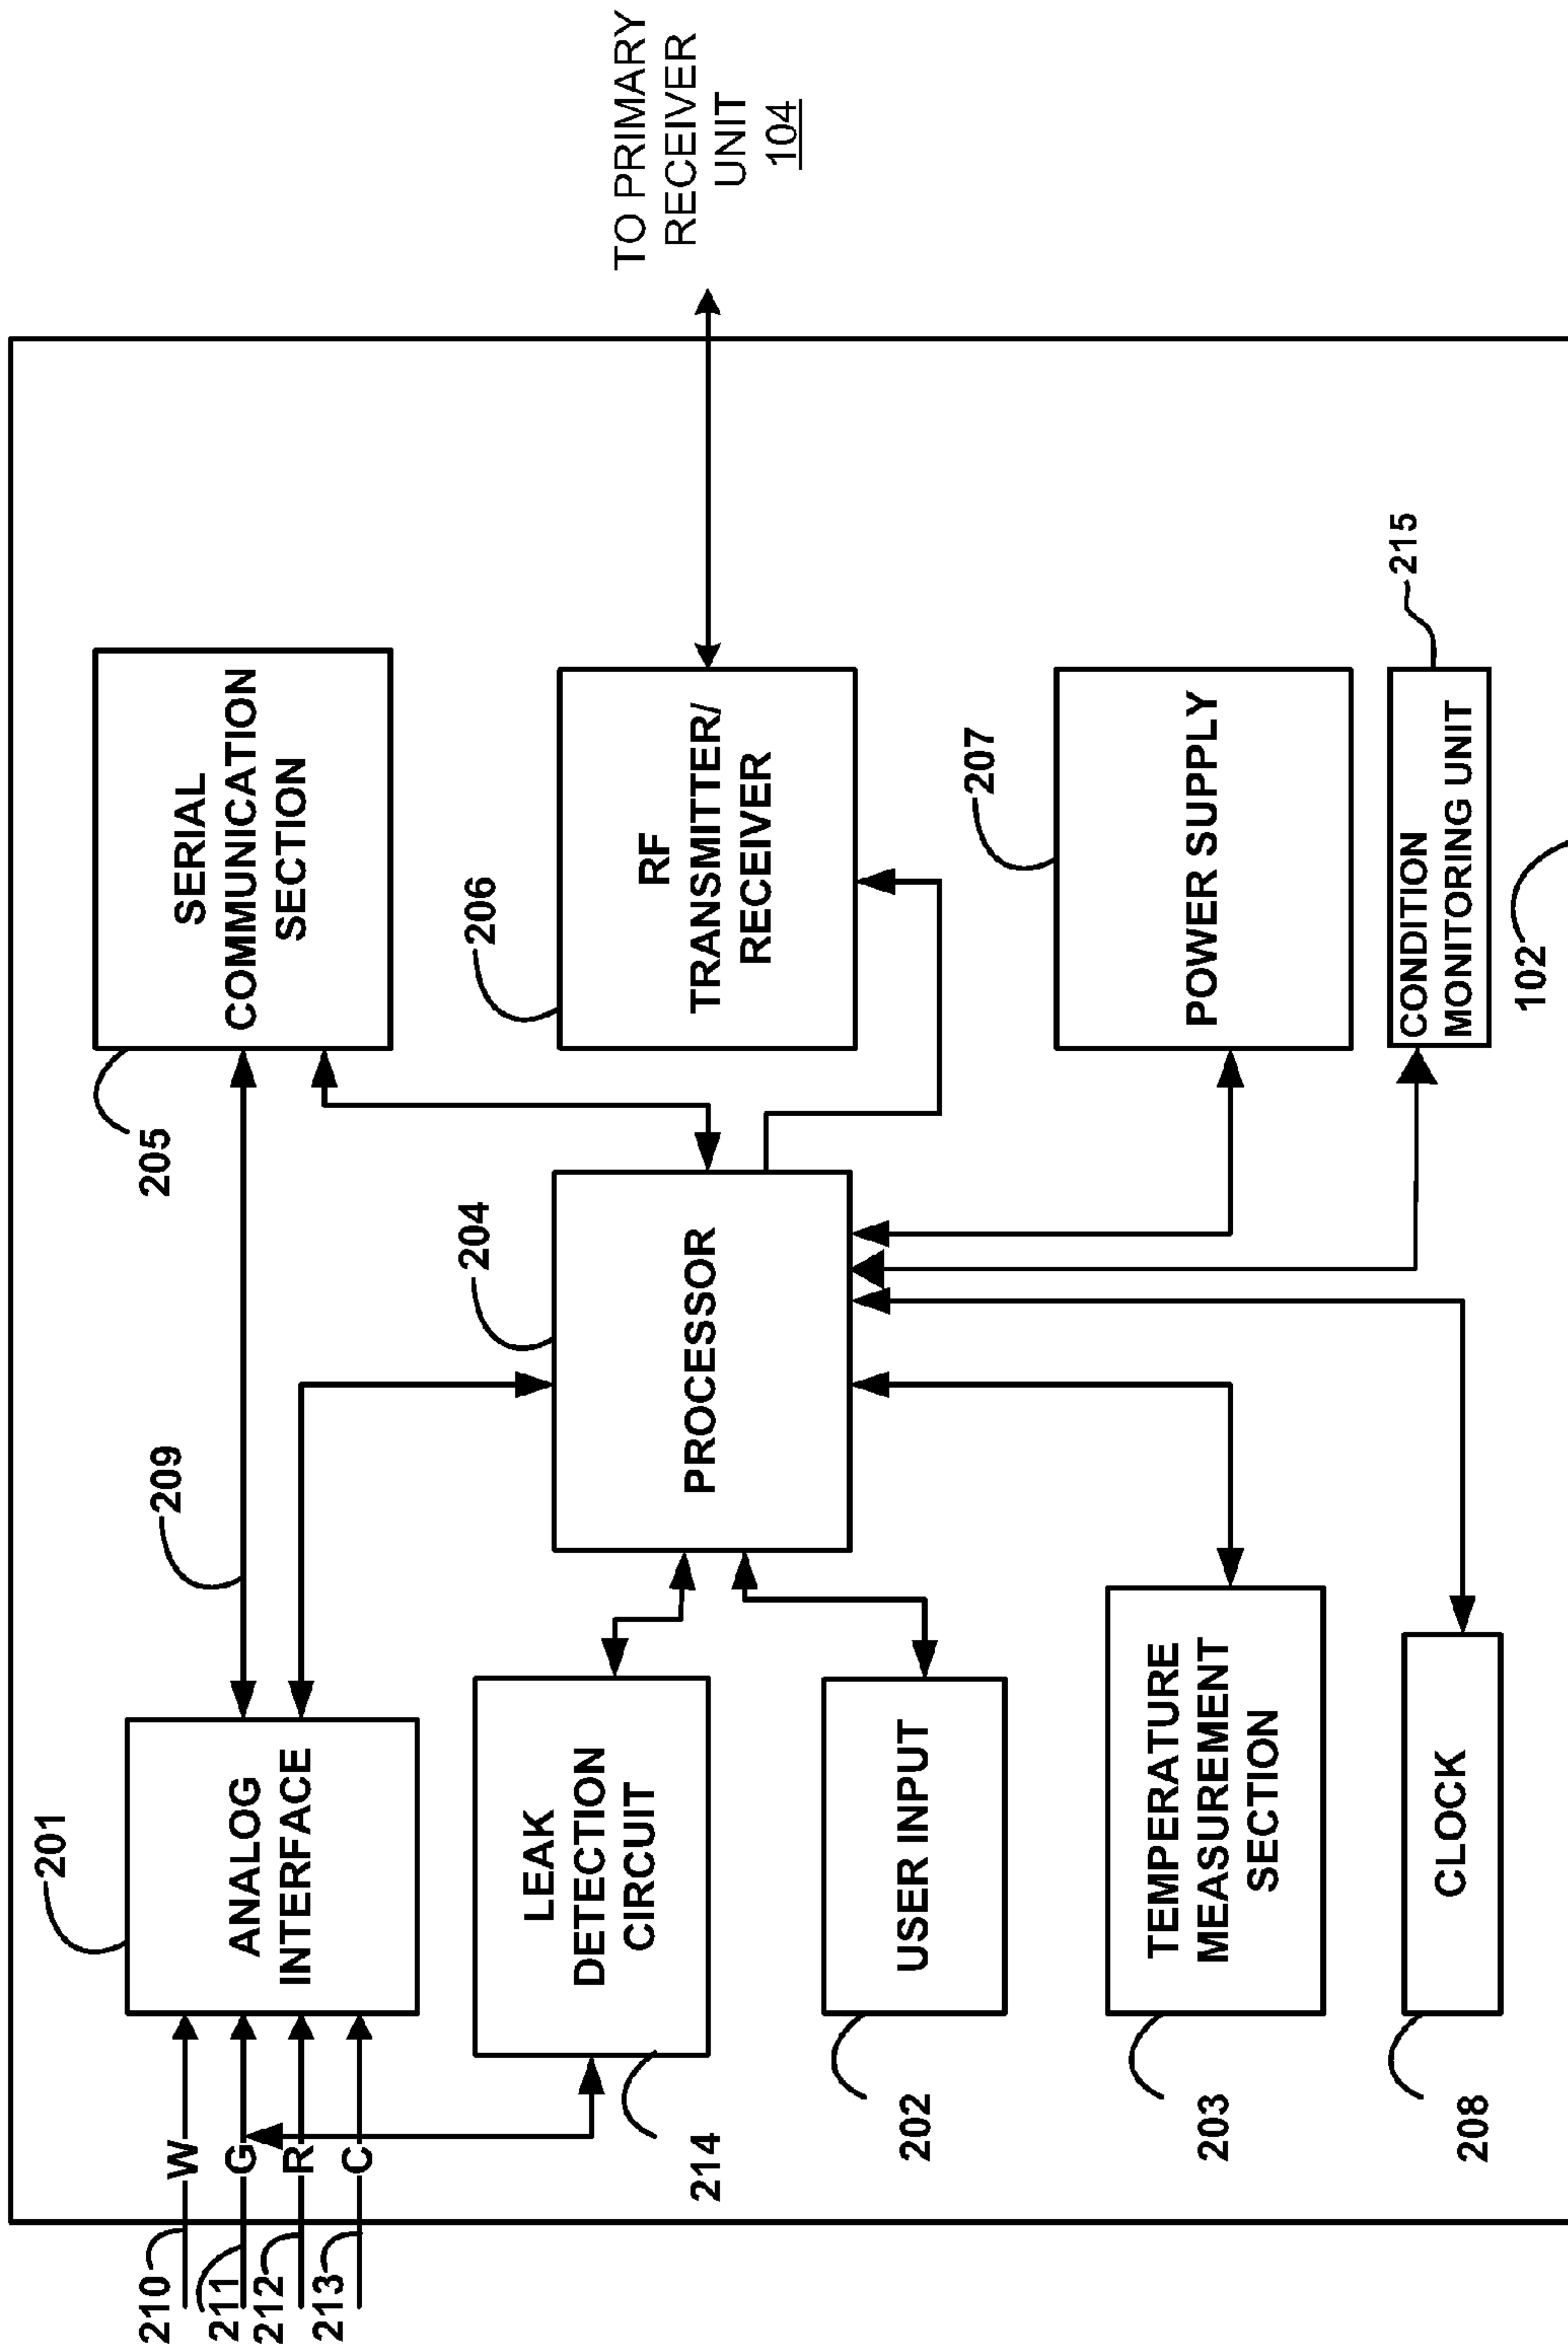 210
W
211
G
212
R
213
C
201
ANALOG
INTERFACE
209
205
SERIAL
COMMUNICATION
SECTION
214
LEAK
DETECTION
CIRCUIT
204
PROCESSOR
206
RF
TRANSMITTER/
RECEIVER
TO PRIMARY
RECEIVER
UNIT
104
202
USER INPUT
203
TEMPERATURE
MEASUREMENT
SECTION
207
POWER SUPPLY
208
CLOCK
CONDITION
MONITORING UNIT
215
102